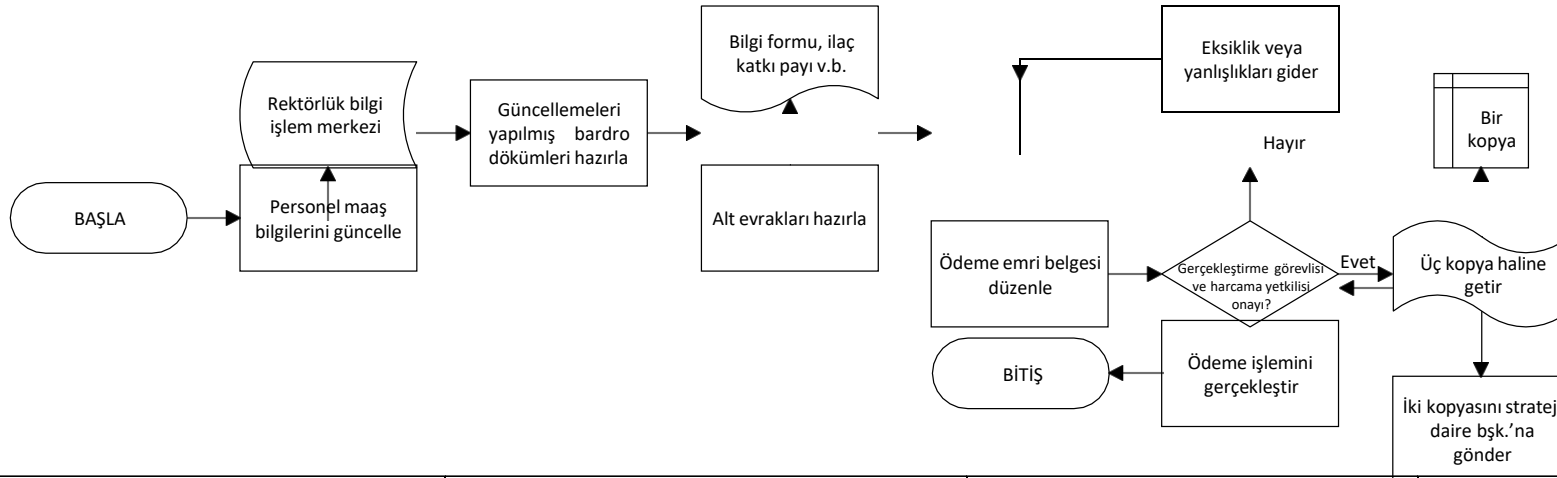 BAŞLA
Rektörlük bilgi
işlem merkezi
Personel maaş
bilgilerini güncelle
Güncellemeleri
yapılmış bardro
dökümleri hazırla
Bilgi formu, ilaç
katkı payı v.b.
Alt evrakları hazırla
Eksiklik veya
yanlışlıkları gider
Hayır
Ödeme emri belgesi
düzenle
Gerçekleştirme görevlisi
ve harcama yetkilisi
onayı?
Evet
Bir
kopya
Üç kopya haline
getir
BİTİŞ
Ödeme işlemini
gerçekleştir
İki kopyasını stratej
daire bşk.’na
gönder